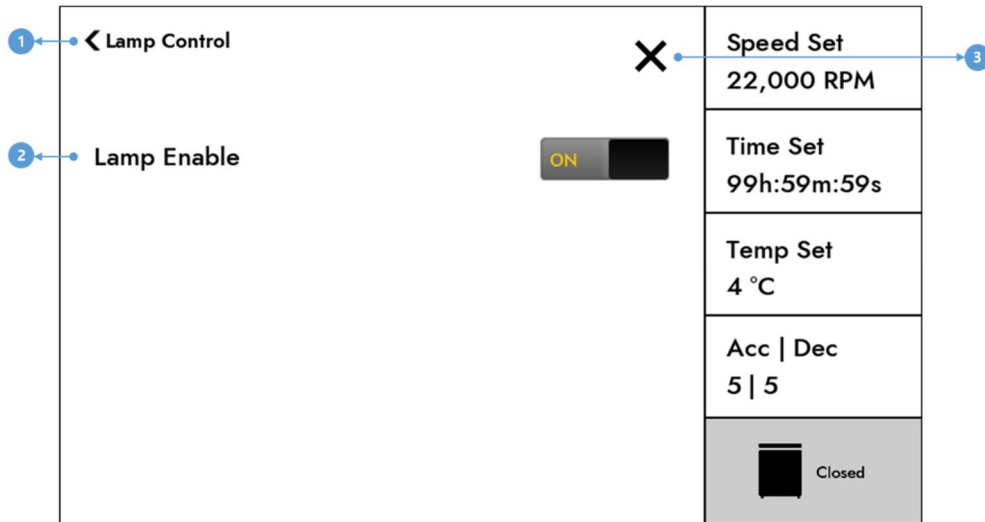 1
Lamp Control
3
2
Lamp Enable
ON
Speed Set
22,000 RPM
Time Set
99h:59m:59s
Temp Set
4 °C
Acc | Dec
5 | 5
Closed